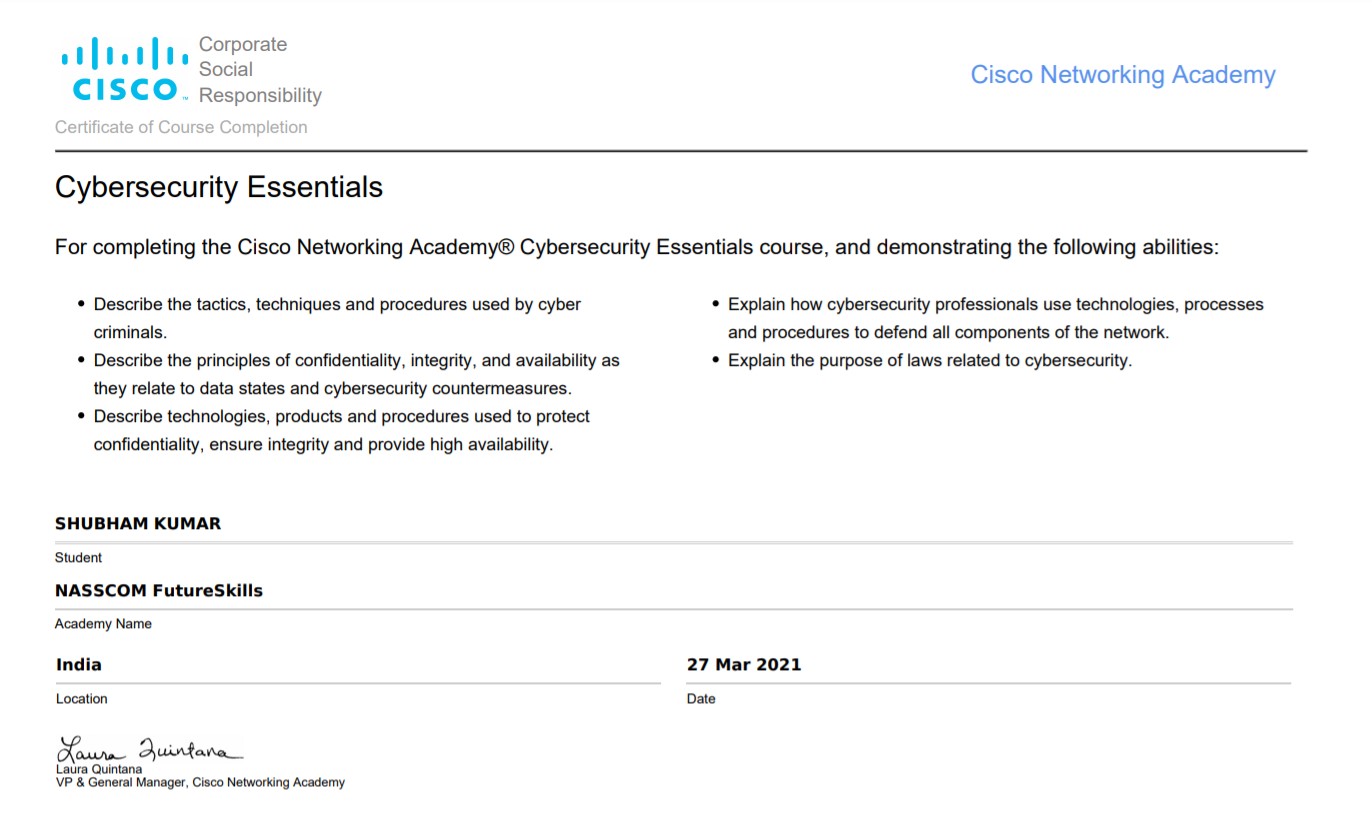 Corporate
Social
CISCO™ Responsibility
Cisco Networking Academy
Certificate of Course Completion
Cybersecurity Essentials
For completing the Cisco Networking Academy® Cybersecurity Essentials course, and demonstrating the following abilities:
• Describe the tactics, techniques and procedures used by cyber
criminals.
• Describe the principles of confidentiality, integrity, and availability as
they relate to data states and cybersecurity countermeasures.
• Describe technologies, products and procedures used to protect
confidentiality, ensure integrity and provide high availability.
• Explain how cybersecurity professionals use technologies, processes
and procedures to defend all components of the network.
• Explain the purpose of laws related to cybersecurity.
SHUBHAM KUMAR
Student
NASSCOM FutureSkills
Academy Name
India
Location
27 Mar 2021
Date
Laura Quintana
Laura Quintana
VP & General Manager, Cisco Networking Academy